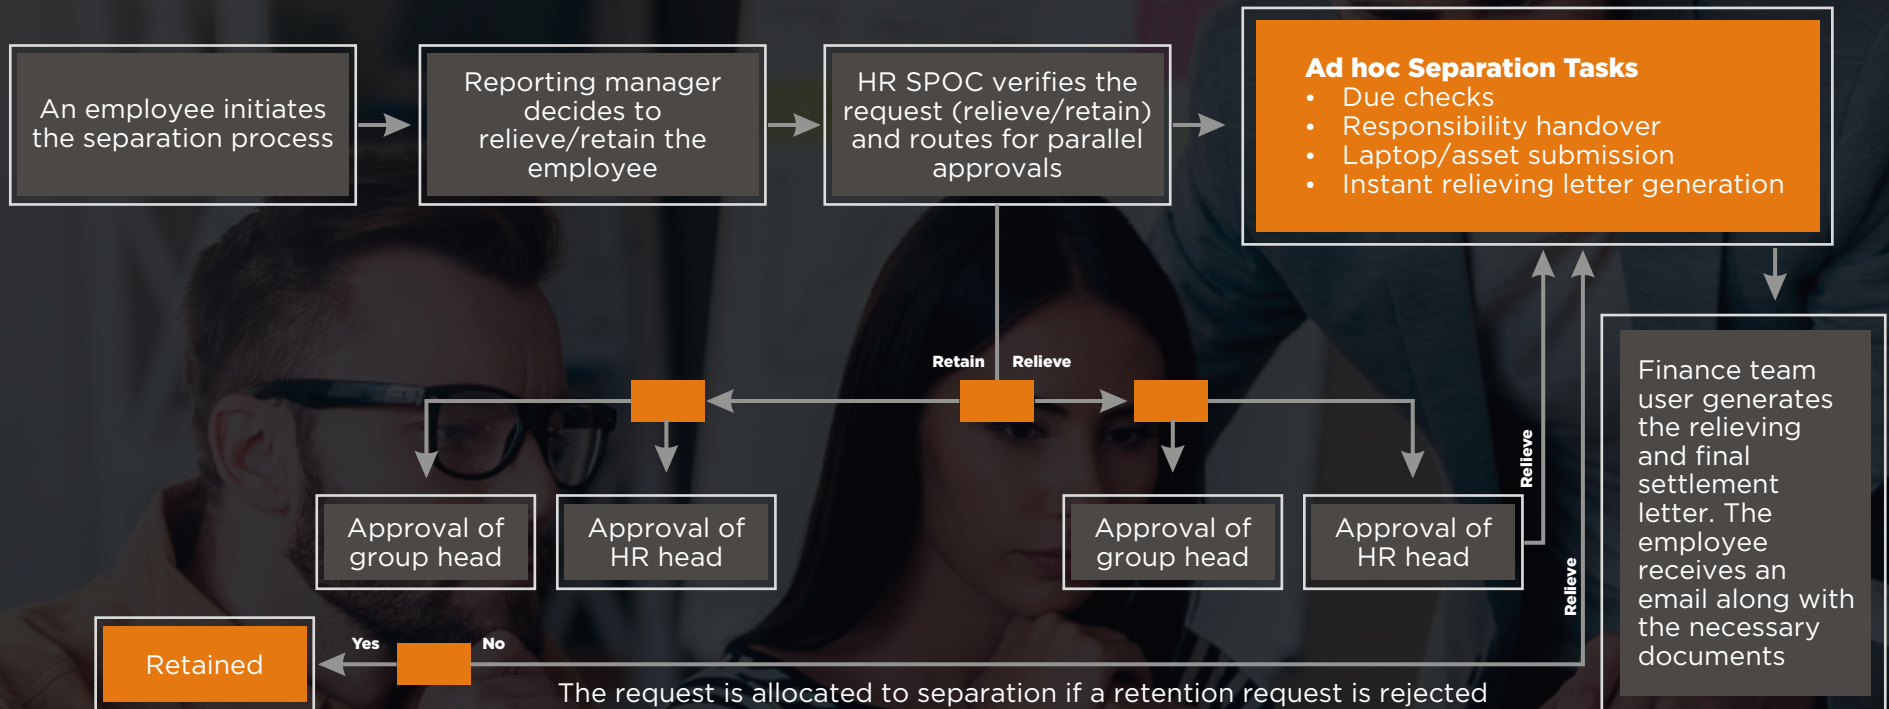 An employee initiates
the separation process
Reporting manager
decides to
relieve/retain the
employee
HR SPOC verifies the
request (relieve/retain)
and routes for parallel
approvals
Ad hoc Separation Tasks
• Due checks
• Responsibility handover
• Laptop/asset submission
• Instant relieving letter generation
Retain Relieve
Approval of
group head
Approval of
HR head
Approval of
group head
Approval of
HR head
Relieve
Relieve
Finance team
user generates
the relieving
and final
settlement
letter. The
employee
receives an
email along with
the necessary
documents
Retained
Yes No
The request is allocated to separation if a retention request is rejected